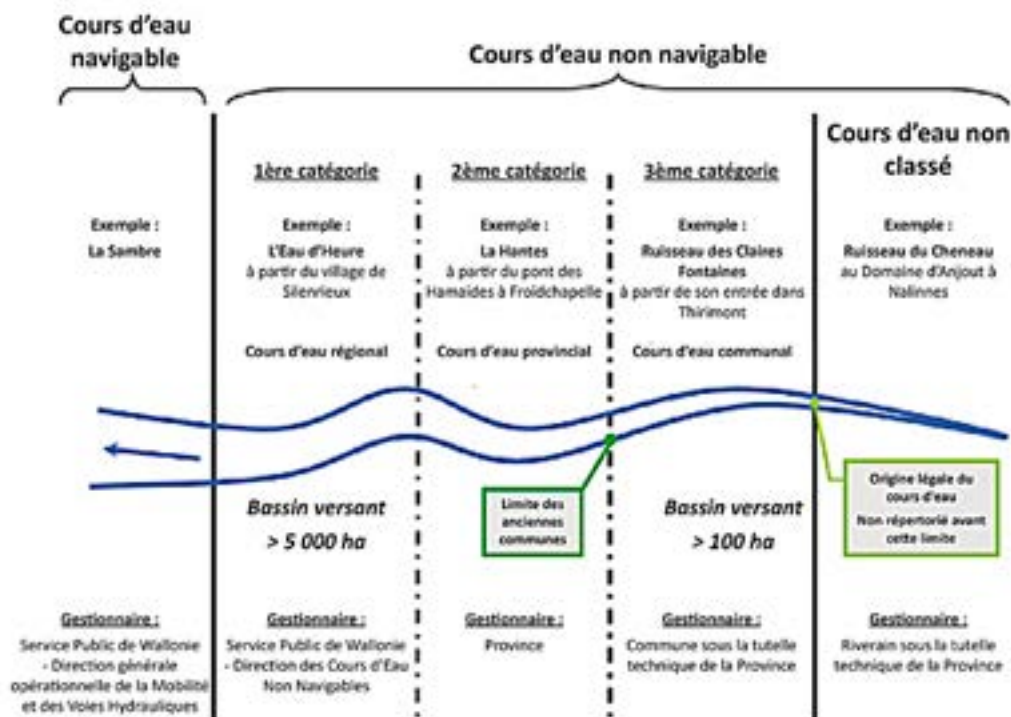 Cours d'eau
navigable
Cours d'eau non navigable
Cours d'eau non
classé
1ère catégorie
2ème catégorie
3ème catégorie
Exemple :
La Sambre
Exemple :
L'Eau d'Heure
à partir du village de
Silenrieux
Exemple :
La Hantes
à partir du pont des
Hamaides à Froidchapelle
Exemple :
Ruisseau des Claires
Fontaines
à partir de son entrée dans
Thirimont
Exemple :
Ruisseau du Cheneau
au Domaine d'Anjout à
Nalinnes
Cours d'eau régional
Cours d'eau provincial
Cours d'eau communal
Bassin versant
> 5 000 ha
Limite des
anciennes
communes
Bassin versant
> 100 ha
Origine légale du
cours d'eau
Non répertorié avant
cette limite
Gestionnaire :
Service Public de Wallonie
- Direction générale
opérationnelle de la Mobilité
et des Voies Hydrauliques
Gestionnaire :
Service Public de Wallonie
- Direction des Cours d'Eau
Non Navigables
Gestionnaire :
Province
Gestionnaire :
Commune sous la tutelle
technique de la Province
Gestionnaire :
Riverain sous la tutelle
technique de la Province